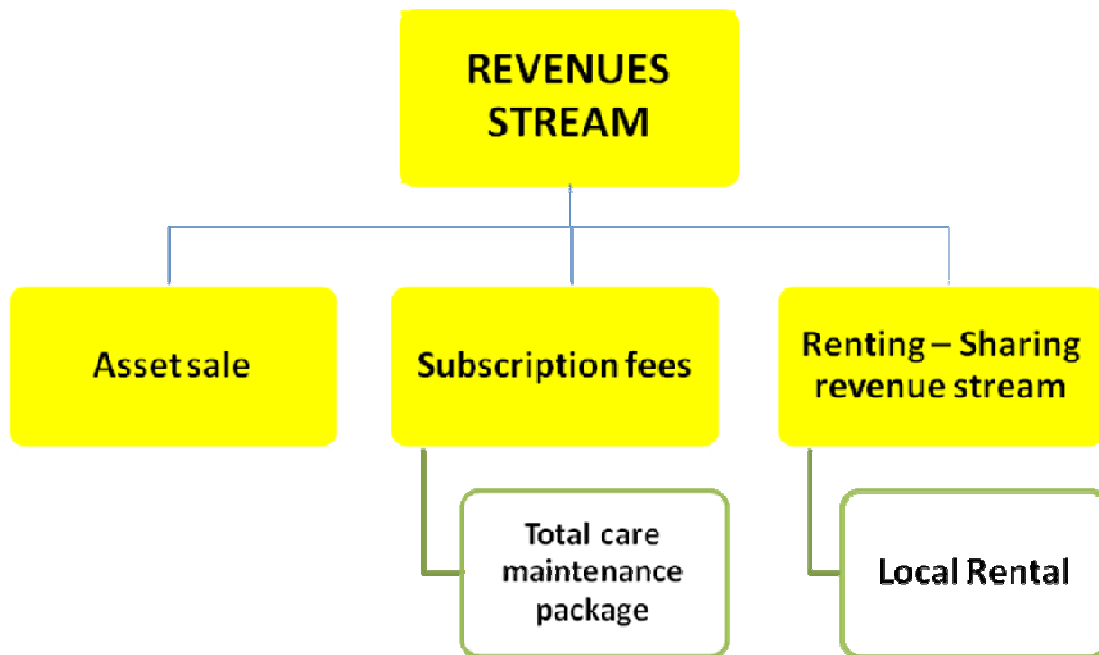 REVENUES
STREAM
Asset sale
Subscription fees
Renting – Sharing
revenue stream
Total care
maintenance
package
Local Rental